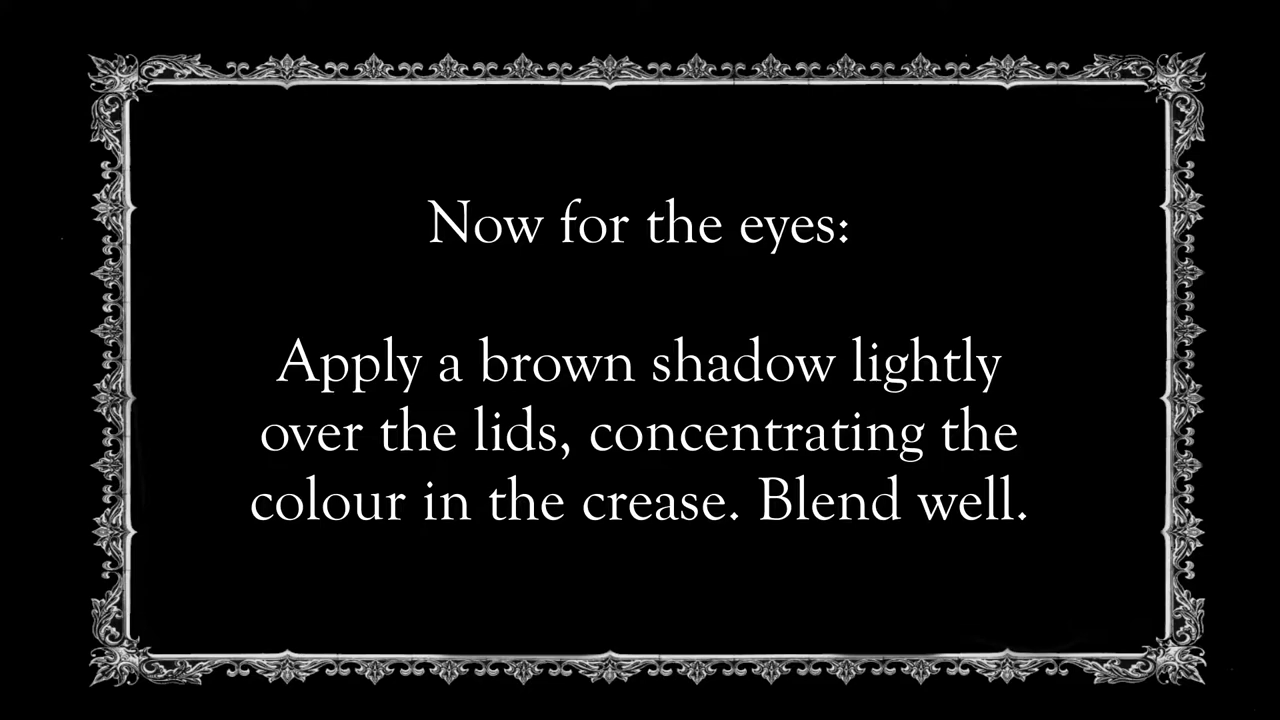 Now for the eyes:
Apply a brown shadow lightly
over the lids, concentrating the
colour in the crease. Blend well.